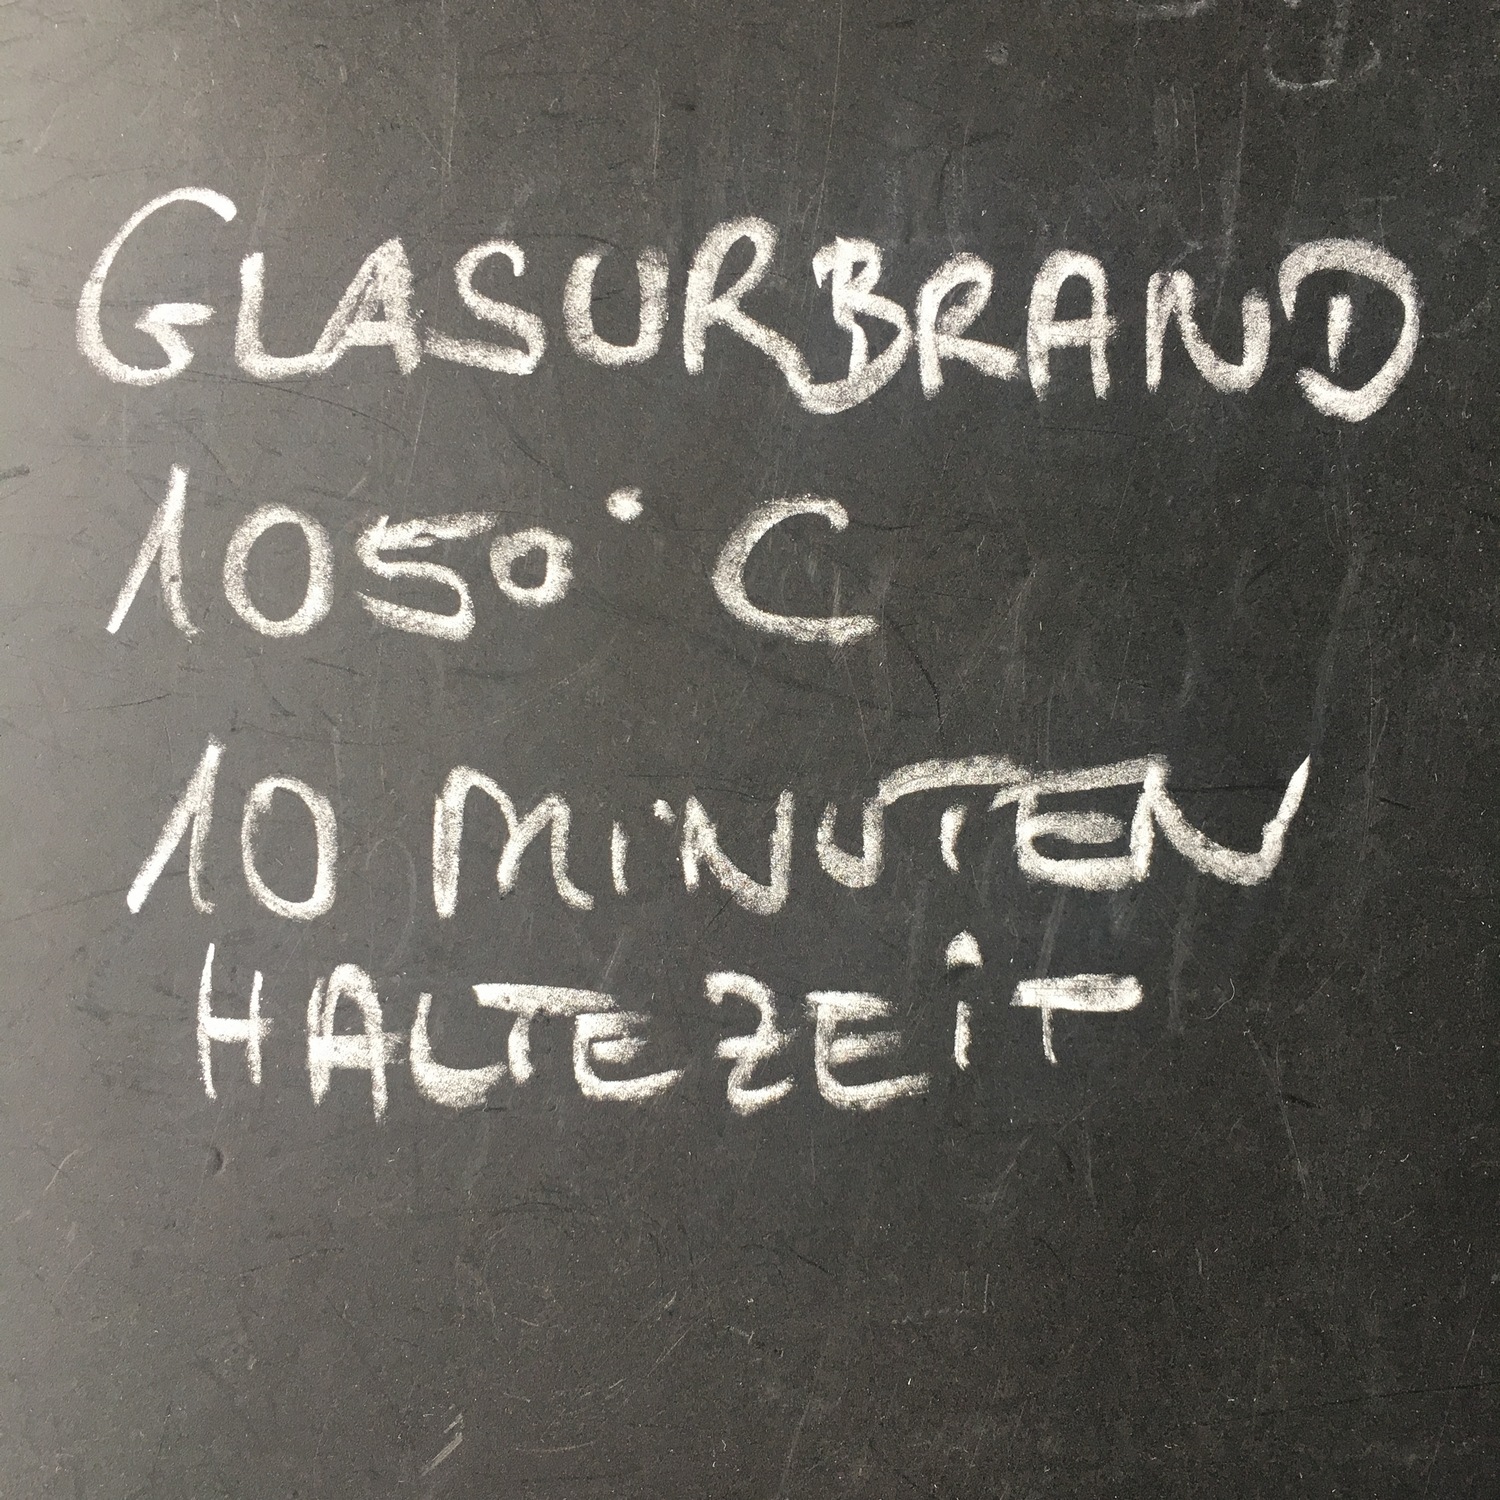 GLASURBRAND
1050° C
10 MINUTEN
HALTEZEIT